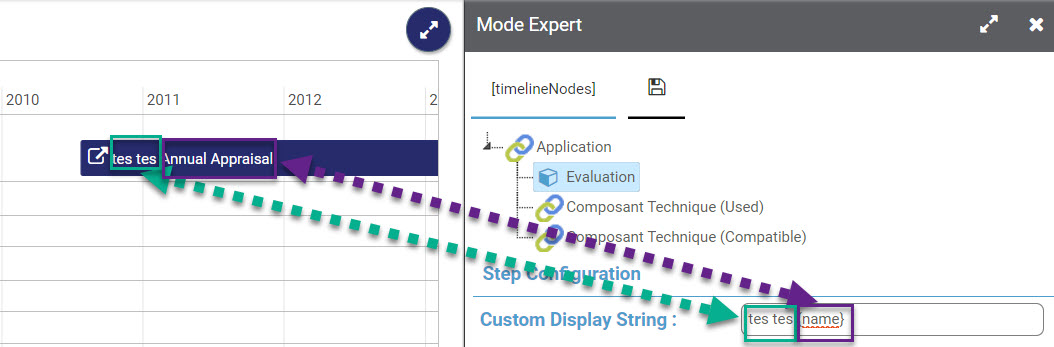 Mode Expert
[timelineNodes]
2010 2011 2012 2
tes tes Annual Appraisal
Application
Evaluation
Composant Technique (Used)
Composant Technique (Compatible)
Step Configuration
Custom Display String : tes tes {name}